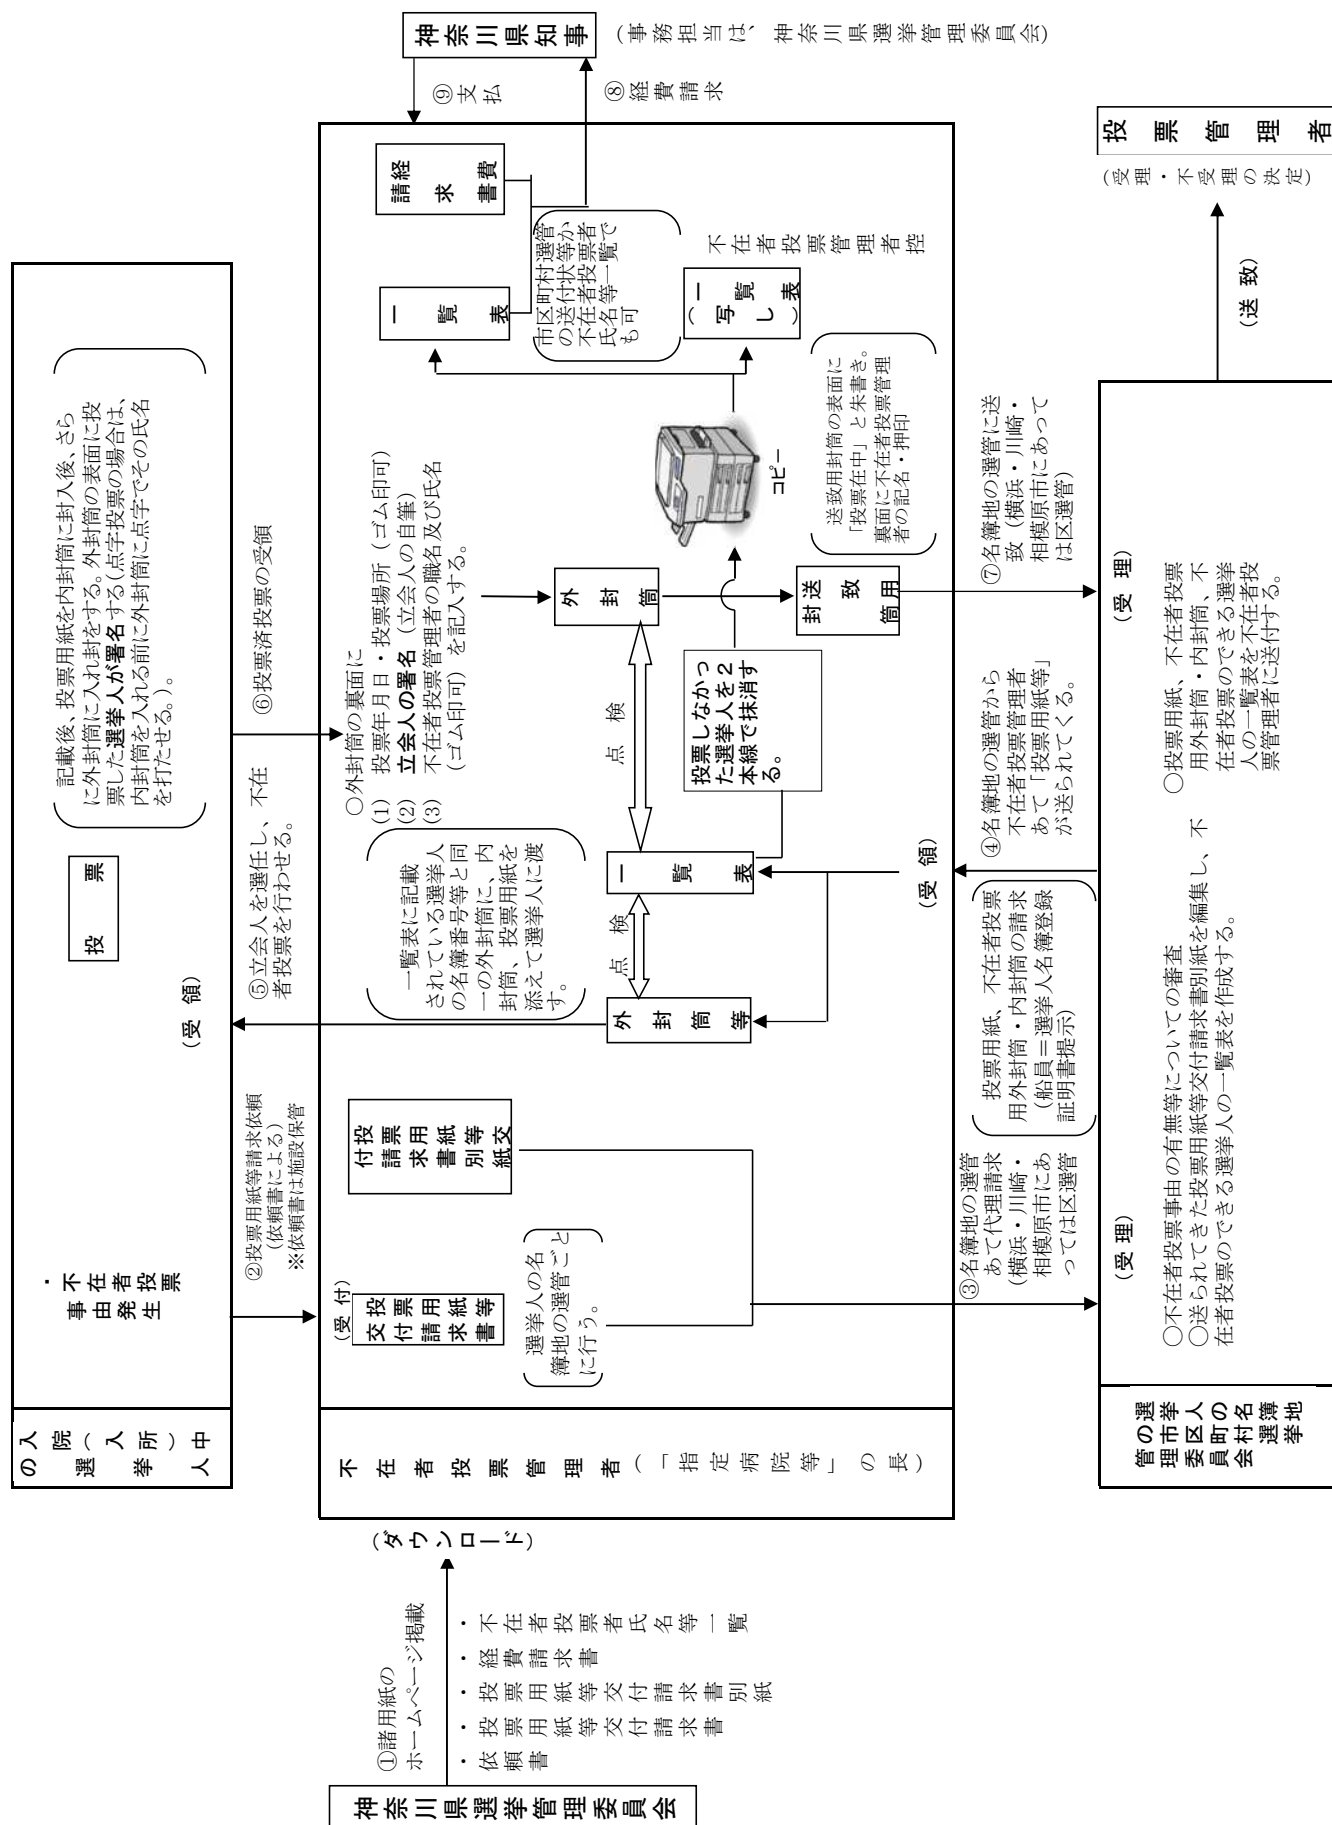 神奈川県選挙管理委員会
①諸用紙の
ホームページ掲載
・不在者投票者氏名等一覧
・経費請求書
・投票用紙等交付請求書別紙
・投票用紙等交付請求書
・依頼書
(ダウンロード)
入院(入所)中
の選挙人
・不在者投票
事由発生
②投票用紙等請求依頼
(依頼書による)
※依頼書は施設保管
(受領)
投票
記載後、投票用紙を内封筒に封入後、さら
に外封筒に入れ封をする。外封筒の表面に投
票した選挙人が署名する(点字投票の場合は、
内封筒を入れる前に外封筒に点字でその氏名
を打たせる。)。
⑤立会人を選任し、不在
者投票を行わせる。
⑥投票済投票の受領
不在者投票管理者(「指定病院等」の長)
(受付)
投票用紙等
交付請求書
選挙人の名
簿地の選管ごと
に行う。
投票用紙等交
付請求書別紙
外封筒等
点検
一覧表に記載
されている選挙人
の名簿番号等と同
一の外封筒に、内
封筒、投票用紙を
添えて選挙人に渡
す。
一覧表
点検
(受領)
○外封筒の裏面に
(1) 投票年月日・投票場所(ゴム印可)
(2) 立会人の署名(立会人の自筆)
(3) 不在者投票管理者の職名及び氏名
(ゴム印可)を記入する。
外封筒
投票しなかっ
た選挙人を2
本線で抹消す
る。
送致用
封筒
コピー
送致用封筒の表面に
「投票在中」と朱書き。
裏面に不在者投票管理
者の記名・押印
一覧表
一覧表
(写し)
不在者投票管理者控
市区町村選管
の送付状等か
不在者投票者
氏名等一覧で
も可
経費
請求書
神奈川県知事
(事務担当は、神奈川県選挙管理委員会)
⑨支払
⑧経費請求
③名簿地の選管
あて代理請求
(横浜・川崎・
相模原市にあ
っては区選管
投票用紙、不在者投票
用外封筒・内封筒の請求
(船員=選挙人名簿登録
証明書提示)
④名簿地の選管から
不在者投票管理者
あて「投票用紙等」
が送られてくる。
⑦名簿地の選管に送
致(横浜・川崎・
相模原市にあって
は区選管)
選挙人名簿地
の市区町村選挙
管理委員会
(受理)
○不在者投票事由の有無等についての審査
○送られてきた投票用紙等交付請求書別紙を編集し、不
在者投票のできる選挙人の一覧表を作成する。
○投票用紙、不在者投票
用外封筒・内封筒、不
在者投票のできる選挙
人の一覧表を不在者投
票管理者に送付する。
(受理)
(送致)
投票管理者
(受理・不受理の決定)